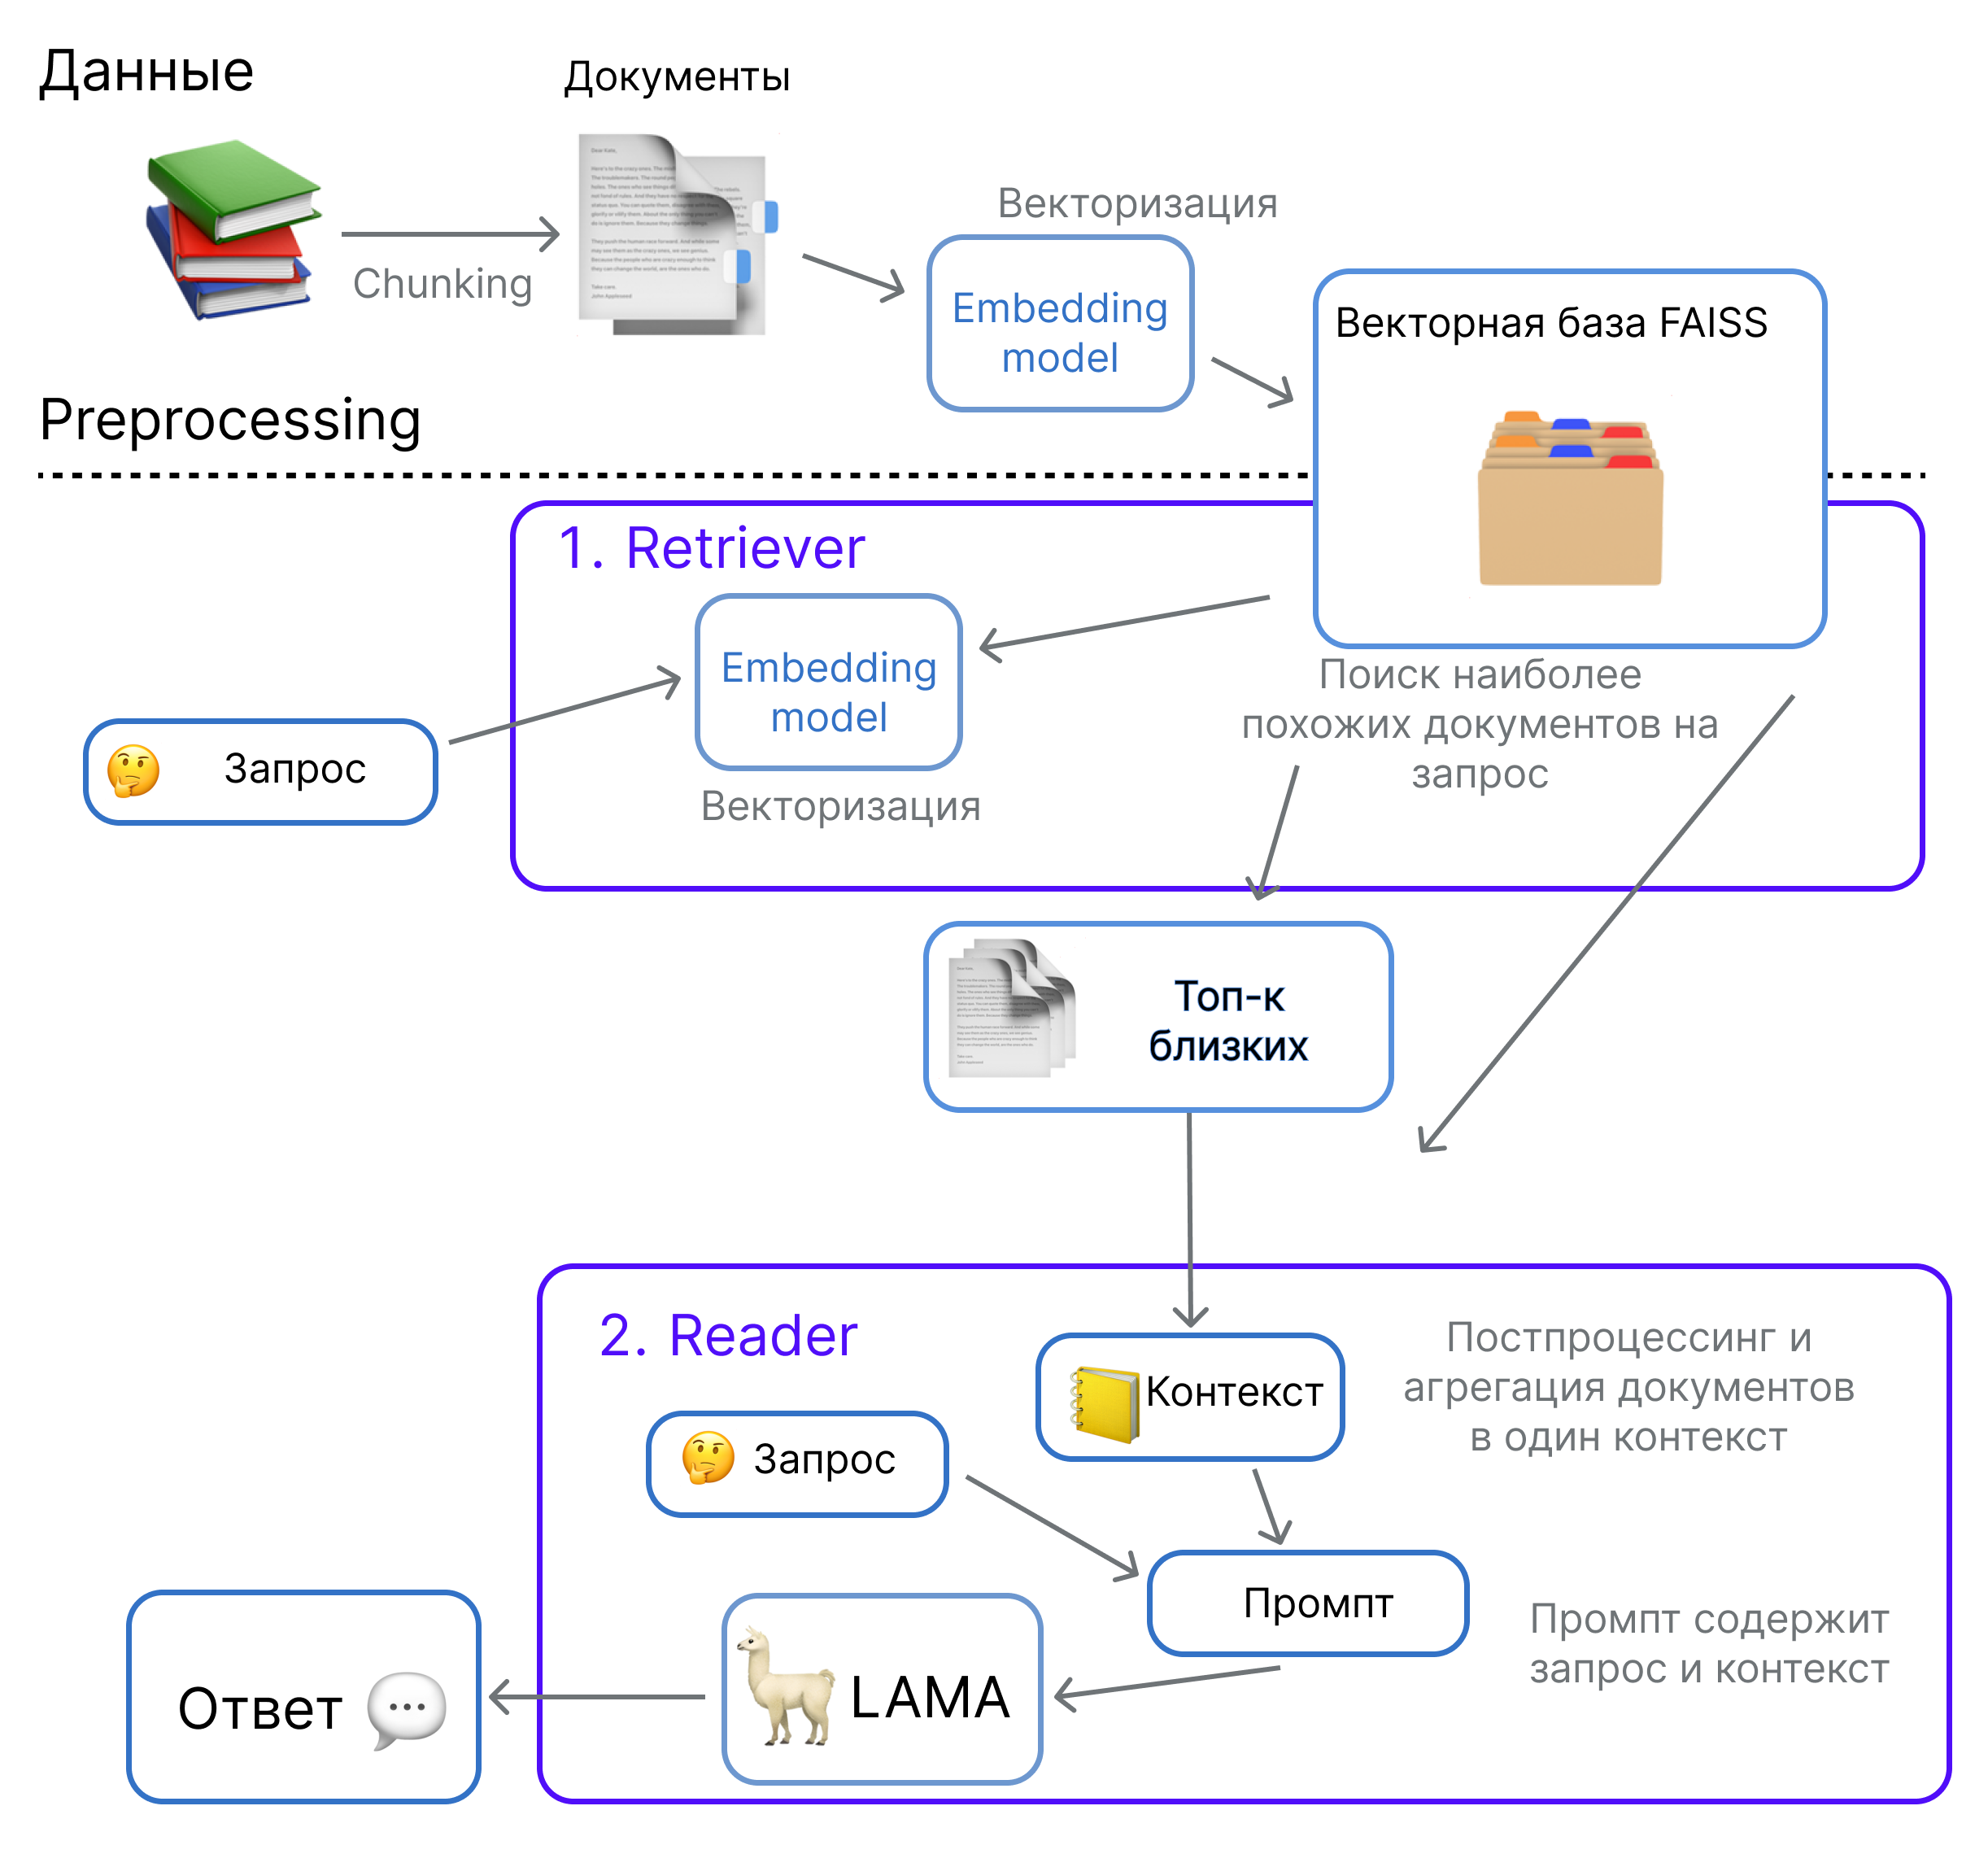 Данные
Документы
Chunking
Векторизация
Embedding
model
Векторная база FAISS
Preprocessing
1. Retriever
Embedding
model
Векторизация
Запрос
Поиск наиболее
похожих документов на
запрос
Топ-к
близких
2. Reader
Контекст
Постпроцессинг и
агрегация документов
в один контекст
Запрос
Промпт
Промпт содержит
запрос и контекст
LAMA
Ответ